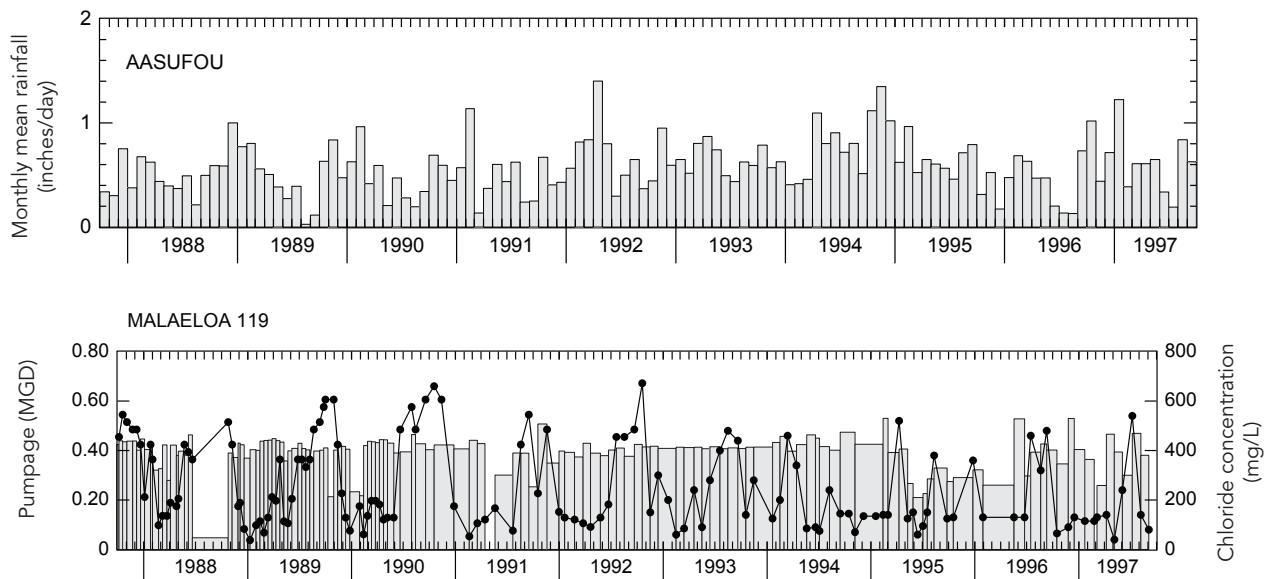 Monthly mean rainfall
(inches/day)
2
1
0
AASUFOU
1988 1989 1990 1991 1992 1993 1994 1995 1996 1997
MALAELOA 119
Pumpage (MGD)
0.80
0.60
0.40
0.20
0
800
600
400
200
0
Chloride concentration
(mg/L)
1988 1989 1990 1991 1992 1993 1994 1995 1996 1997